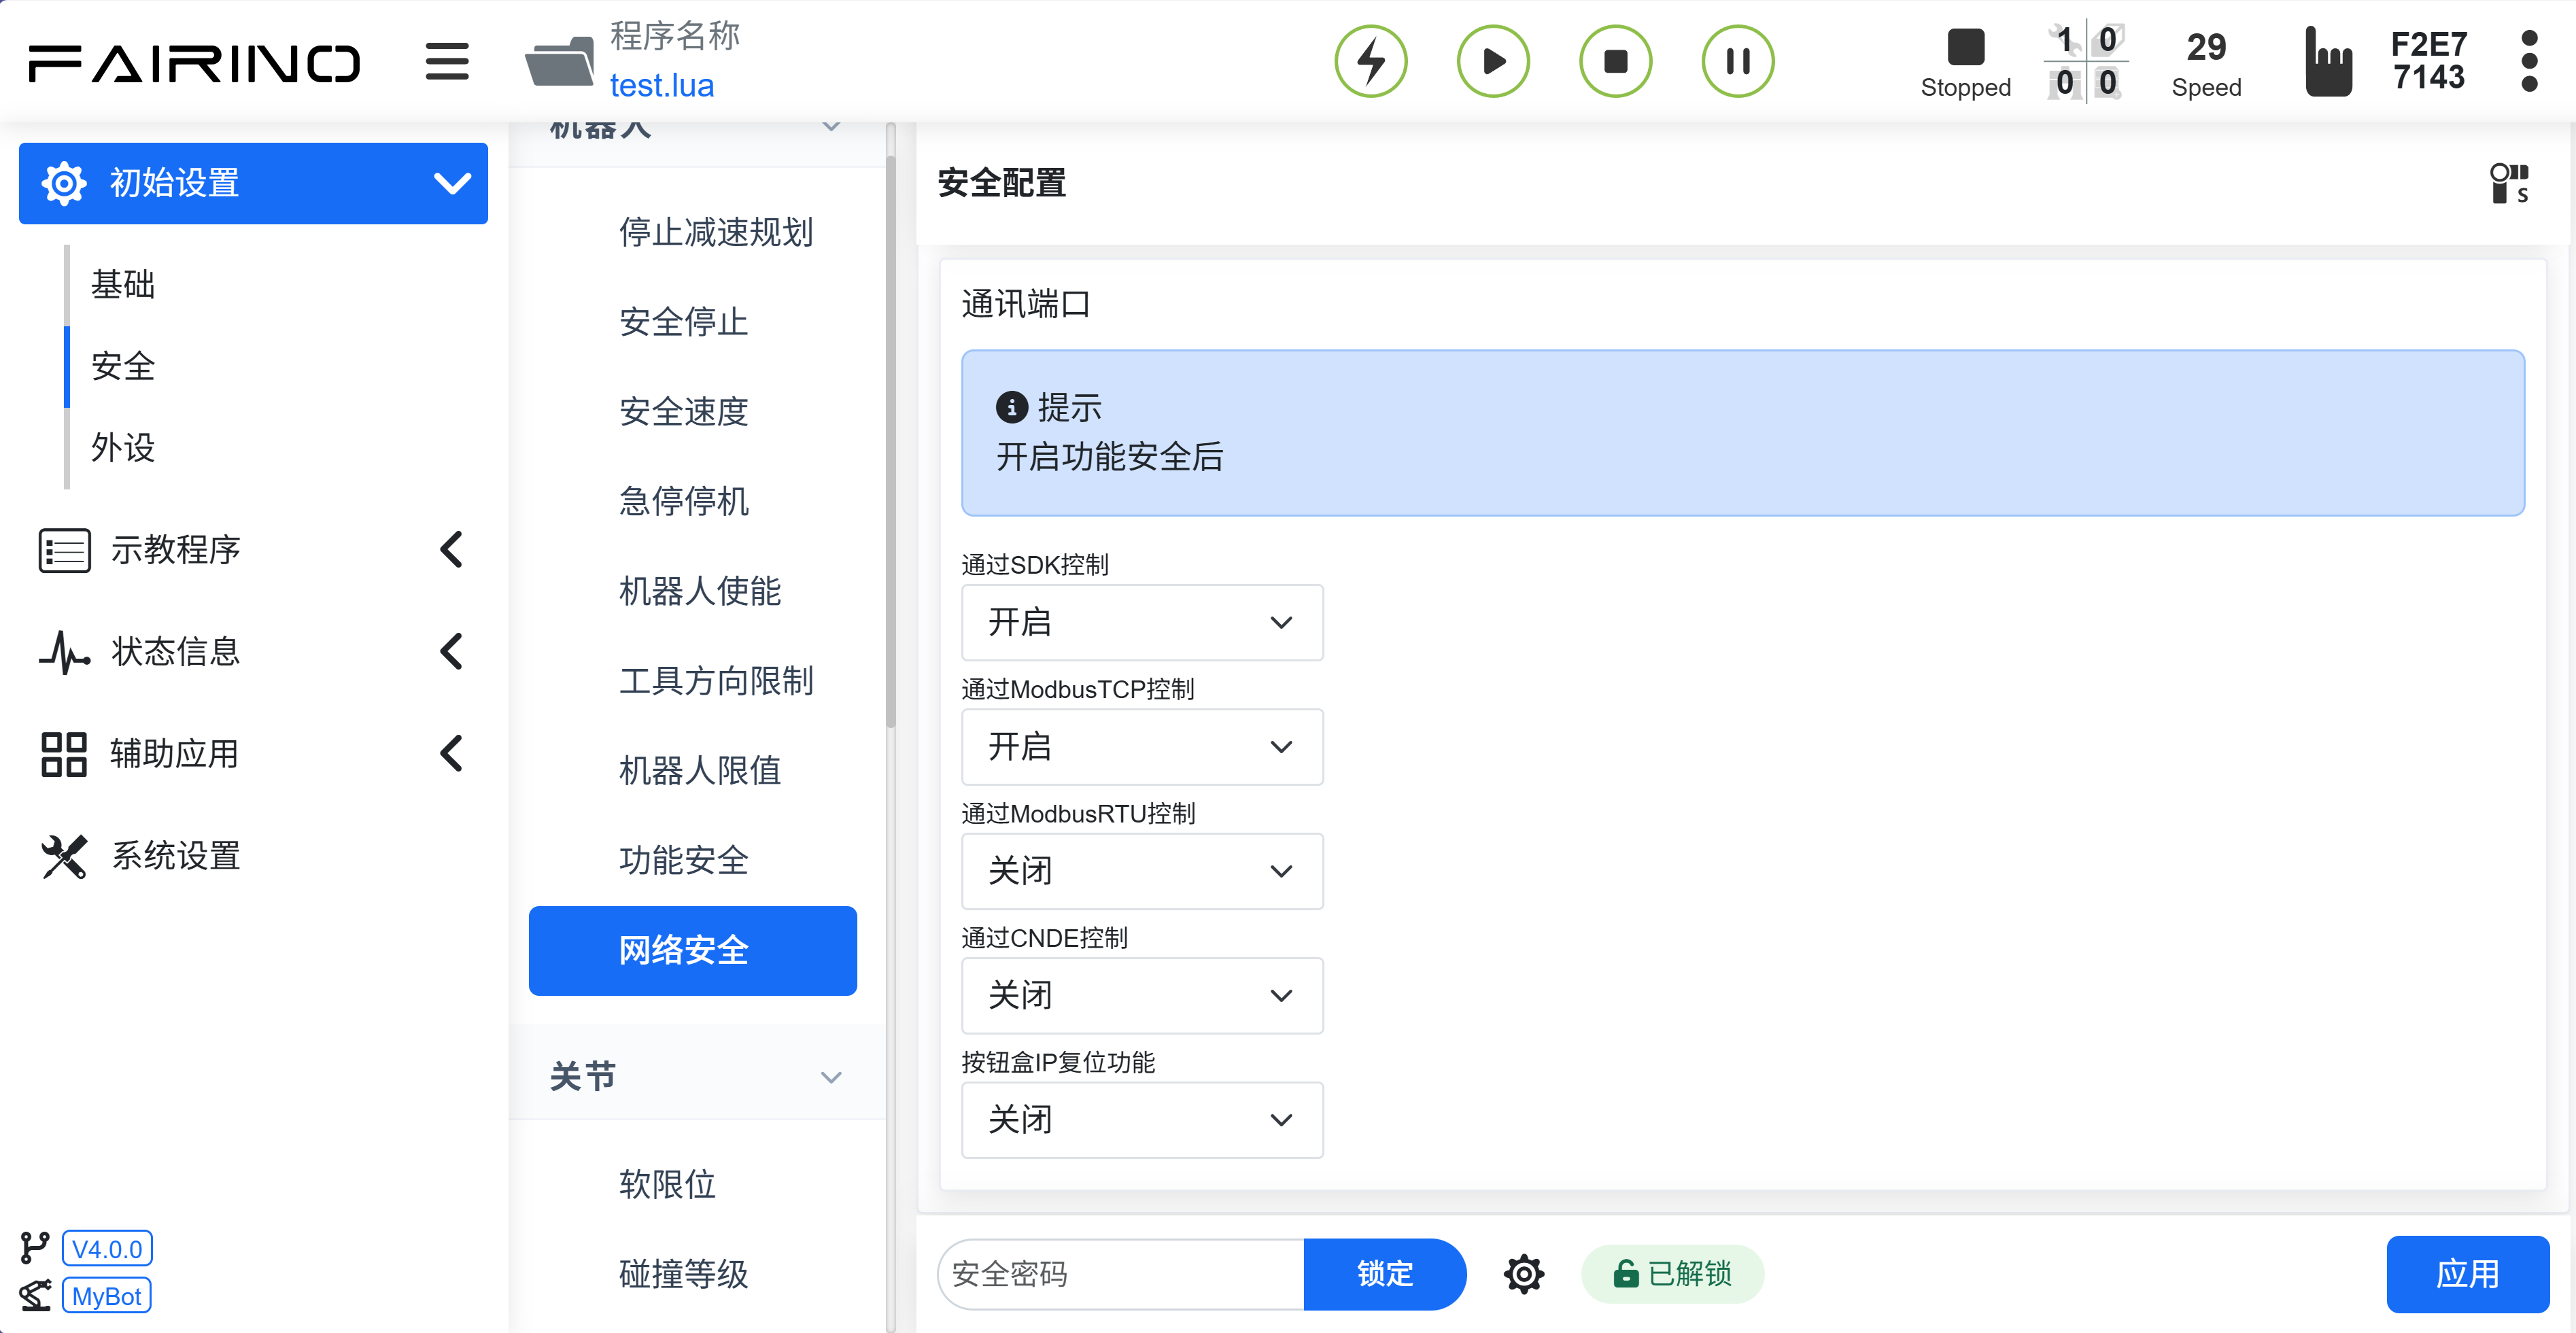 FAIRINO
程序名称
test.lua
Stopped
1 0
0 0
29
Speed
F2E7
7143
初始设置
基础
安全
外设
示教程序
状态信息
辅助应用
系统设置
V4.0.0
MyBot
机器人
停止减速规划
安全停止
安全速度
急停停机
机器人使能
工具方向限制
机器人限值
功能安全
网络安全
关节
软限位
碰撞等级
安全配置
S
通讯端口
提示
开启功能安全后
通过SDK控制
开启
通过ModbusTCP控制
开启
通过ModbusRTU控制
关闭
通过CNDE控制
关闭
按钮盒IP复位功能
关闭
安全密码
锁定
已解锁
应用